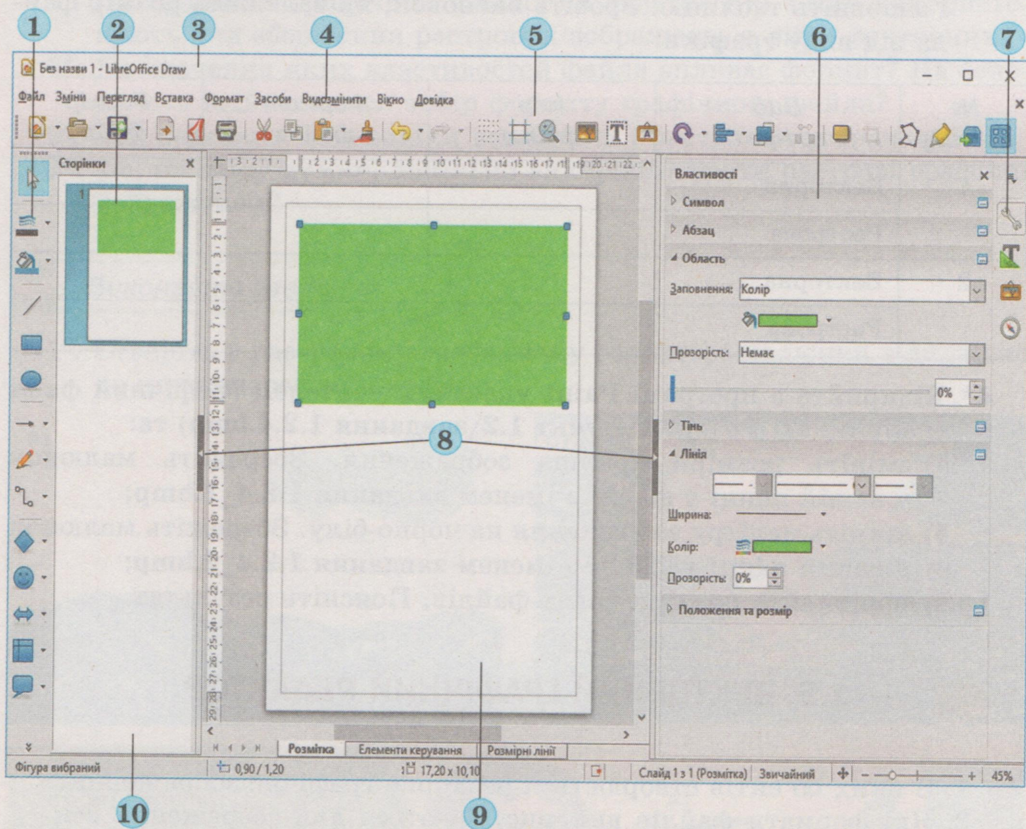 1
2
3
4
5
6
7
Без назви 1 - LibreOffice Draw
Файл Зміни Перегляд Вставка Формат Засоби Видозмінити Вікно Довідка
Сторінки
1
Властивості
Символ
Абзац
Область
Заповнення: Колір
Прозорість: Немає
0%
Тінь
Лінія
Ширина:
Колір:
Прозорість: 0%
Положення та розмір
8
Розмітка Елементи керування Розмірні лінії
Фігура вибраний 0,90 / 1,20 17,20 x 10,10 Слайд 1 з 1 (Розмітка) Звичайний 45%
10
9